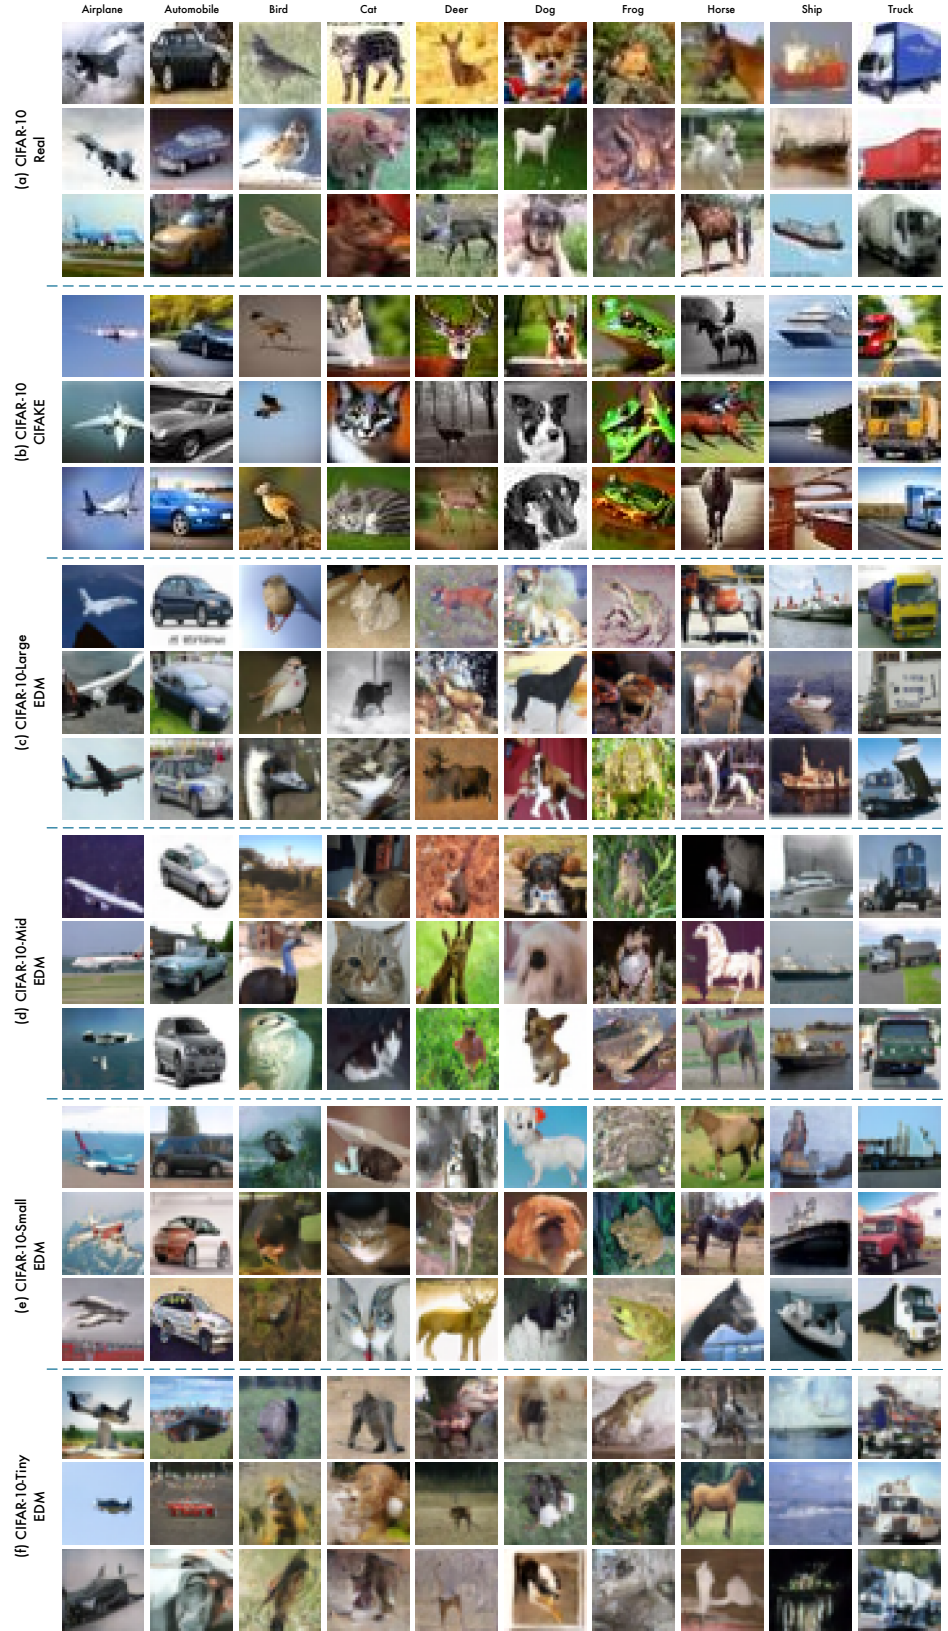 Airplane Automobile Bird Cat Deer Dog Frog Horse Ship Truck
(a) CIFAR-10
Real
(b) CIFAR-10
CIFAKE
(c) CIFAR-10-Large
EDM
(d) CIFAR-10-Mid
EDM
(e) CIFAR-10-Small
EDM
(f) CIFAR-10-Tiny
EDM